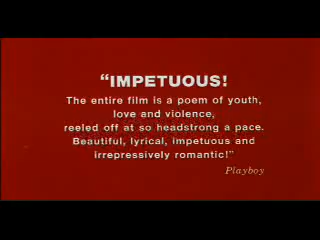 “IMPETUOUS!
The entire film is a poem of youth,
love and violence,
reeled off at so headstrong a pace.
Beautiful, lyrical, impetuous and
irrepressively romantic!”
Playboy